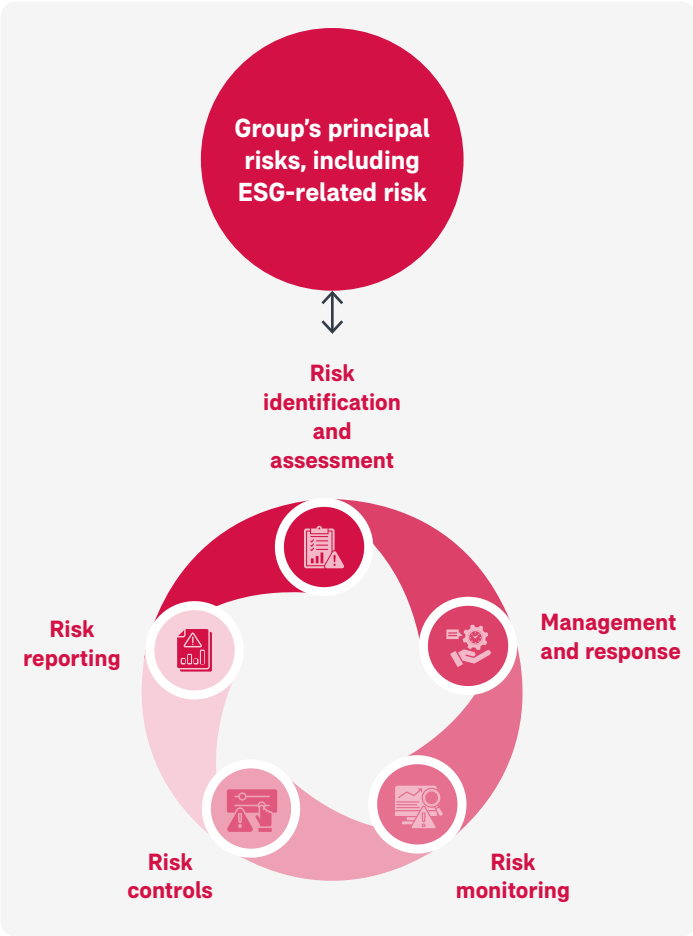 Group’s principal
risks, including
ESG-related risk
Risk
identification
and
assessment
Management
and response
Risk
monitoring
Risk
controls
Risk
reporting